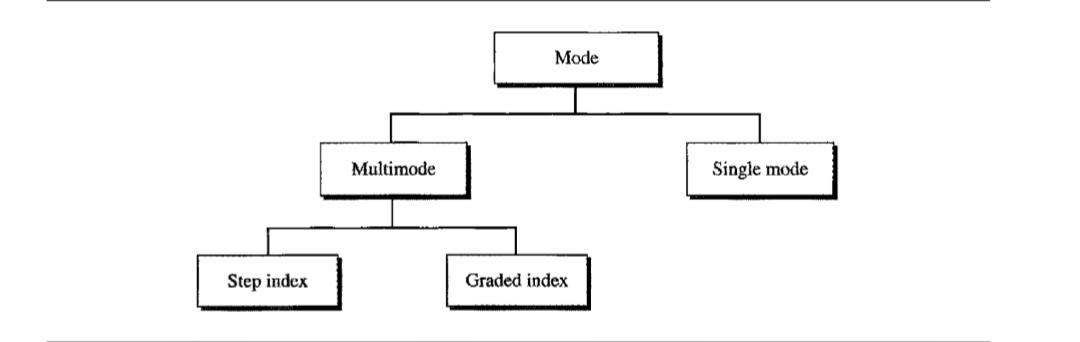 Mode
Multimode
Single mode
Step index
Graded index